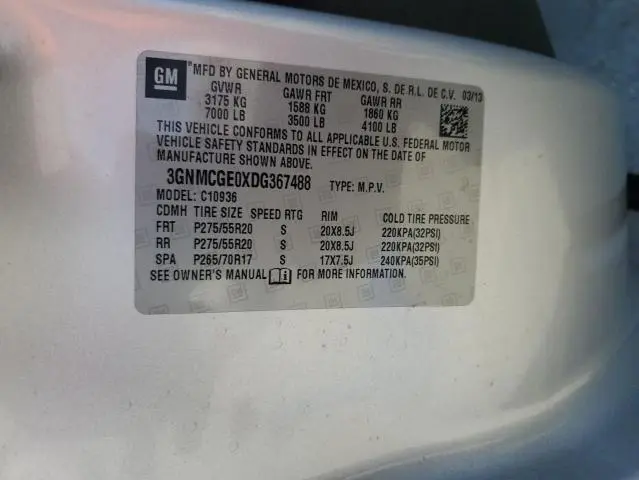 GM *MFD BY GENERAL MOTORS DE MEXICO, S. DE R.L. DE C.V. 03/13
GVWR GAWR FRT GAWR RR
3175 KG 1588 KG 1860 KG
7000 LB 3500 LB 4100 LB
THIS VEHICLE CONFORMS TO ALL APPLICABLE U.S. FEDERAL MOTOR
VEHICLE SAFETY STANDARDS IN EFFECT ON THE DATE OF
MANUFACTURE SHOWN ABOVE.
3GNMCGE0XDG367488 TYPE: M.P.V.
MODEL: C10936
CDMH TIRE SIZE SPEED RTG RIM COLD TIRE PRESSURE
FRT P275/55R20 S 20X8.5J 220KPA(32PSI)
RR P275/55R20 S 20X8.5J 220KPA(32PSI)
SPA P265/70R17 S 17X7.5J 240KPA(35PSI)
SEE OWNER'S MANUAL FOR MORE INFORMATION.